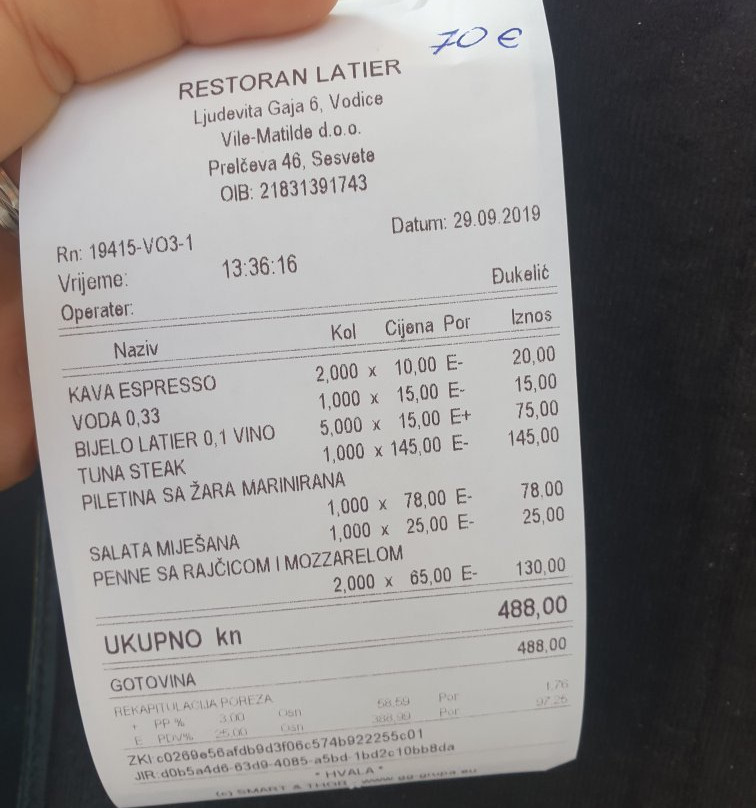 70 €
RESTORAN LATIER
Ljudevita Gaja 6, Vodice
Vile-Matilde d.o.o.
Prelčeva 46, Sesvete
OIB: 21831391743
Rn: 19415-VO3-1 Datum: 29.09.2019
Vrijeme: 13:36:16
Operater: Đukelić
Naziv Kol Cijena Por Iznos
KAVA ESPRESSO 2,000 x 10,00 E- 20,00
VODA 0,33 1,000 x 15,00 E- 15,00
BIJELO LATIER 0,1 VINO 5,000 x 15,00 E+ 75,00
TUNA STEAK 1,000 x 145,00 E- 145,00
PILETINA SA ŽARA MARINIRANA
1,000 x 78,00 E- 78,00
SALATA MIJEŠANA 1,000 x 25,00 E- 25,00
PENNE SA RAJČICOM I MOZZARELOM
2,000 x 65,00 E- 130,00
UKUPNO kn 488,00
GOTOVINA 488,00
REKAPITULACIJA POREZA
+ PP % 3.00 Osn 58.59 Por 1.76
E PDV% 25.00 Osn Por 97.25
ZKI:c0269e56afdb9d3f06c574b922255c01
JIR:d0b5a4d6-63d9-4085-a5bd-1bd2c10bb8da
* HVALA *
(c) SMART & THOR